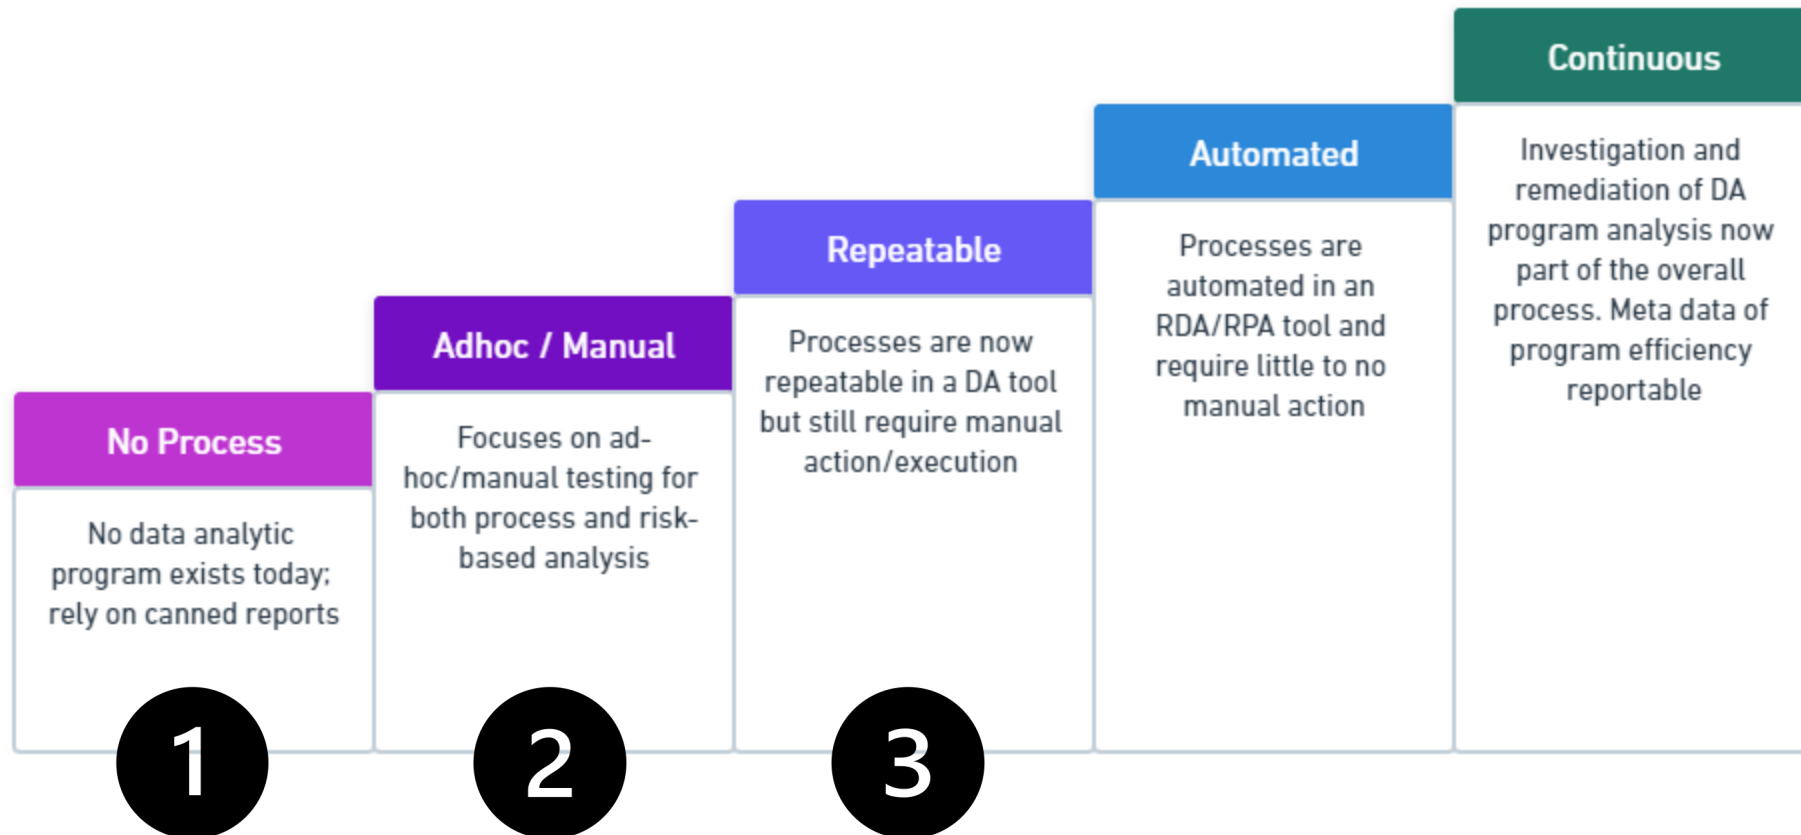 No Process
No data analytic
program exists today;
rely on canned reports
1
Adhoc / Manual
Focuses on ad-
hoc/manual testing for
both process and risk-
based analysis
2
Repeatable
Processes are now
repeatable in a DA tool
but still require manual
action/execution
3
Automated
Processes are
automated in an
RDA/RPA tool and
require little to no
manual action
Continuous
Investigation and
remediation of DA
program analysis now
part of the overall
process. Meta data of
program efficiency
reportable